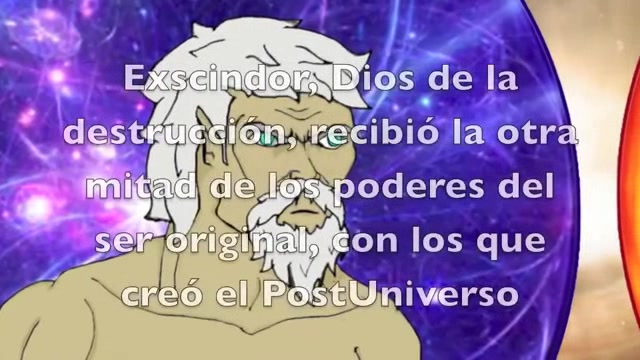 Exscindor, Dios de la
destrucción, recibió la otra
mitad de los poderes del
ser original, con los que
creó el PostUniverso